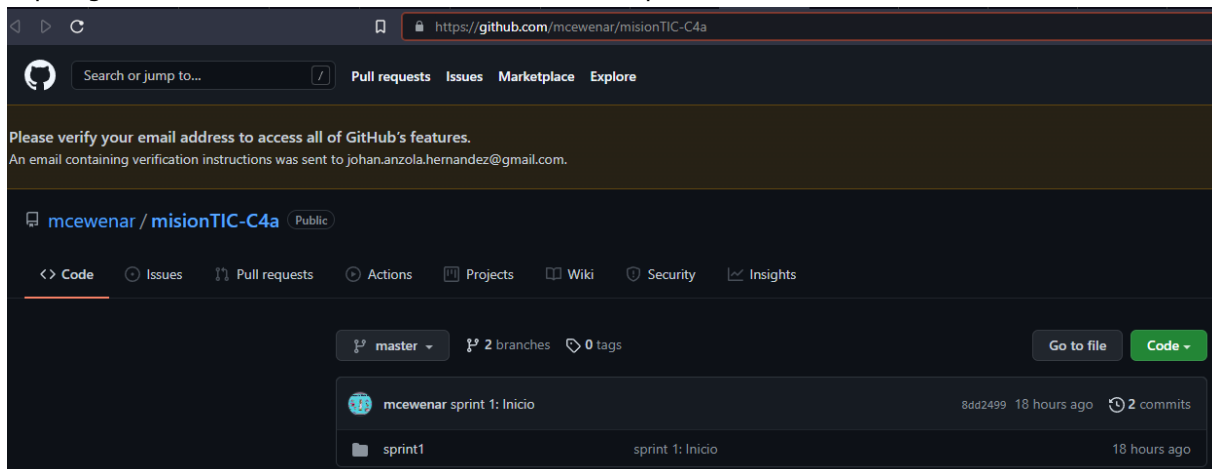 https://github.com/mcewenar/misionTIC-C4a
Search or jump to... / Pull requests Issues Marketplace Explore
Please verify your email address to access all of GitHub's features.
An email containing verification instructions was sent to johan.anzola.hernandez@gmail.com.
mcewenar / misionTIC-C4a Public
<> Code Issues Pull requests Actions Projects Wiki Security Insights
master 2 branches 0 tags Go to file Code
mcewenar sprint 1: Inicio 8dd2499 18 hours ago 2 commits
sprint1 sprint 1: Inicio 18 hours ago